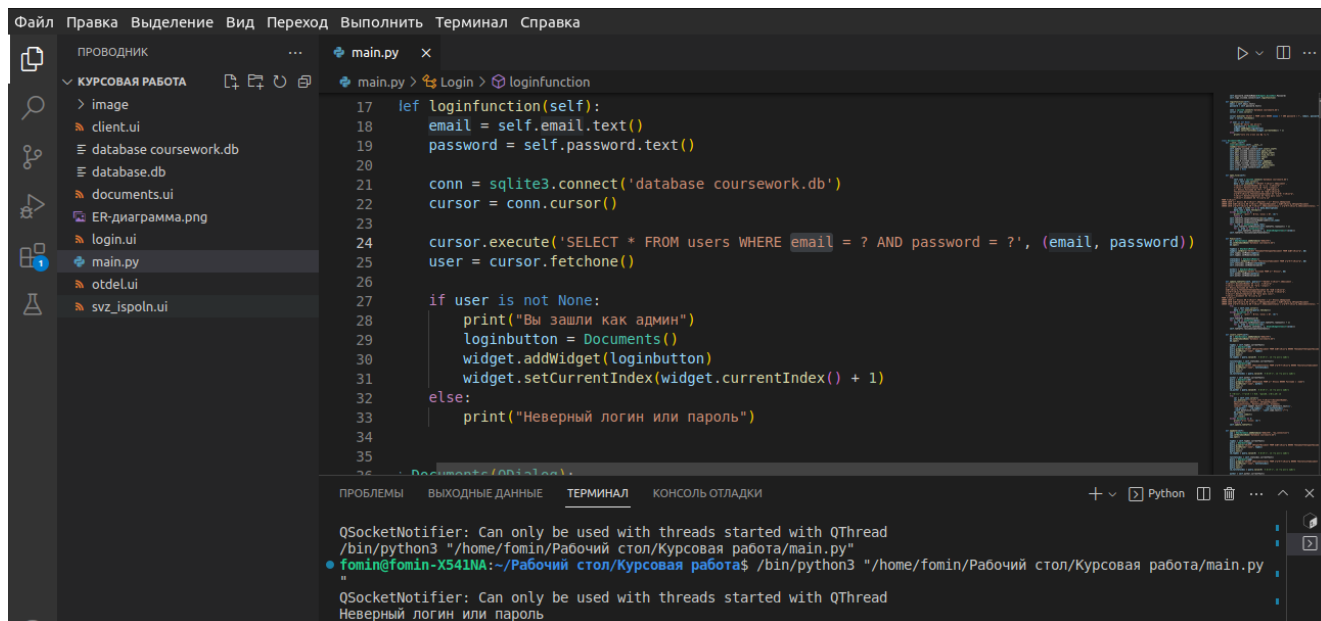 Файл Правка Выделение Вид Переход Выполнить Терминал Справка
ПРОВОДНИК ...
КУРСОВАЯ РАБОТА
> image
client.ui
database coursework.db
database.db
documents.ui
ER-диаграмма.png
login.ui
main.py
otdel.ui
svz_ispoln.ui
1
main.py ×
main.py > Login > loginfunction
17 def loginfunction(self):
18 email = self.email.text()
19 password = self.password.text()
20
21 conn = sqlite3.connect('database coursework.db')
22 cursor = conn.cursor()
23
24 cursor.execute('SELECT * FROM users WHERE email = ? AND password = ?', (email, password))
25 user = cursor.fetchone()
26
27 if user is not None:
28 print("Вы зашли как админ")
29 loginbutton = Documents()
30 widget.addWidget(loginbutton)
31 widget.setCurrentIndex(widget.currentIndex() + 1)
32 else:
33 print("Неверный логин или пароль")
34
35
36 Documents(QDialog):
ПРОБЛЕМЫ ВЫХОДНЫЕ ДАННЫЕ ТЕРМИНАЛ КОНСОЛЬ ОТЛАДКИ Python
QSocketNotifier: Can only be used with threads started with QThread
/bin/python3 "/home/fomin/Рабочий стол/Курсовая работа/main.py"
fomin@fomin-X541NA:~/Рабочий стол/Курсовая работа$ /bin/python3 "/home/fomin/Рабочий стол/Курсовая работа/main.py
"
QSocketNotifier: Can only be used with threads started with QThread
Неверный логин или пароль